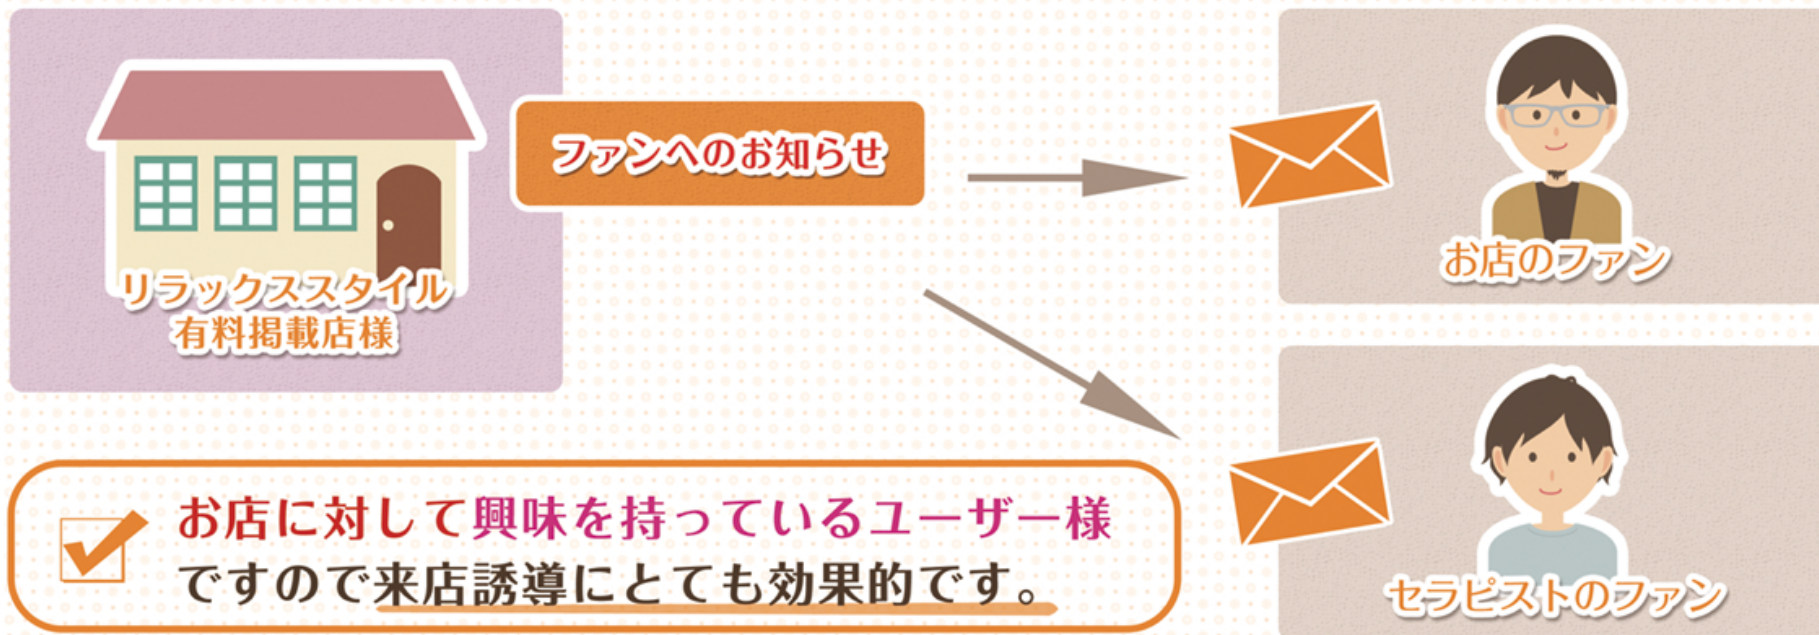 ファンへのお知らせ
リラックススタイル
有料掲載店様
お店のファン
セラピストのファン
お店に対して興味を持っているユーザー様
ですので来店誘導にとても効果的です。